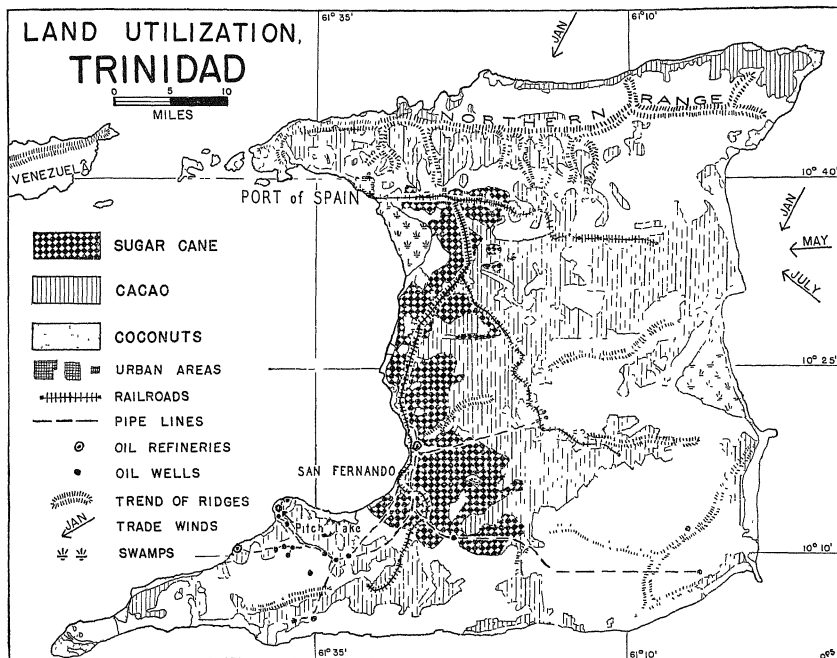 LAND UTILIZATION,
TRINIDAD
0 5 10
MILES
61° 35'
JAN
61° 10'
NORTHERN RANGE
VENEZUELA
10° 40'
PORT of SPAIN
JAN
MAY
JULY
SUGAR CANE
CACAO
COCONUTS
URBAN AREAS
10° 25'
RAILROADS
PIPE LINES
OIL REFINERIES
OIL WELLS
SAN FERNANDO
TREND OF RIDGES
JAN
TRADE WINDS
Pitch Lake
SWAMPS
10° 10'
61° 35'
61° 10'